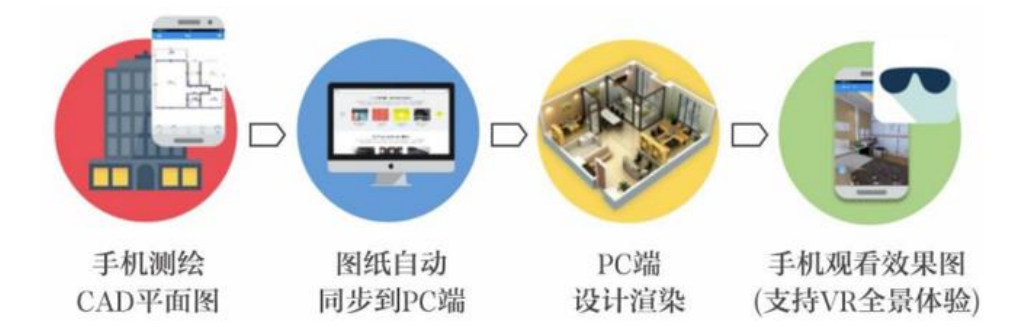 手机测绘
CAD平面图
图纸自动
同步到PC端
PC端
设计渲染
手机观看效果图
(支持VR全景体验)